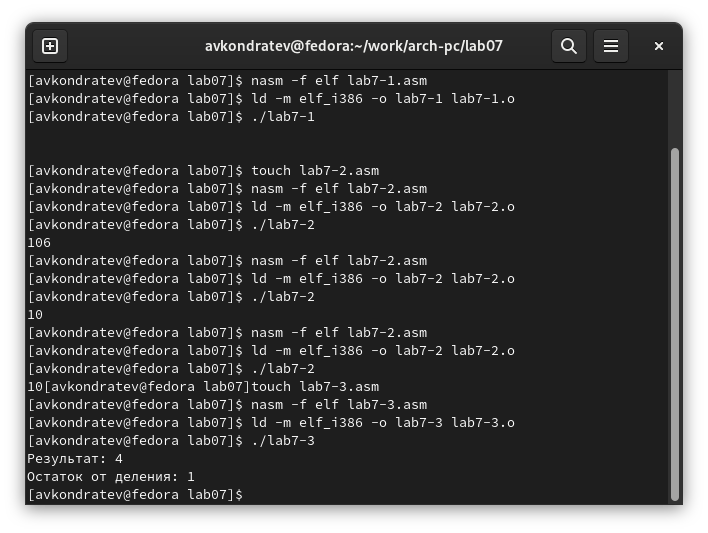 avkondratev@fedora:~/work/arch-pc/lab07
[avkondratev@fedora lab07]$ nasm -f elf lab7-1.asm
[avkondratev@fedora lab07]$ ld -m elf_i386 -o lab7-1 lab7-1.o
[avkondratev@fedora lab07]$ ./lab7-1
[avkondratev@fedora lab07]$ touch lab7-2.asm
[avkondratev@fedora lab07]$ nasm -f elf lab7-2.asm
[avkondratev@fedora lab07]$ ld -m elf_i386 -o lab7-2 lab7-2.o
[avkondratev@fedora lab07]$ ./lab7-2
106
[avkondratev@fedora lab07]$ nasm -f elf lab7-2.asm
[avkondratev@fedora lab07]$ ld -m elf_i386 -o lab7-2 lab7-2.o
[avkondratev@fedora lab07]$ ./lab7-2
10
[avkondratev@fedora lab07]$ nasm -f elf lab7-2.asm
[avkondratev@fedora lab07]$ ld -m elf_i386 -o lab7-2 lab7-2.o
[avkondratev@fedora lab07]$ ./lab7-2
10[avkondratev@fedora lab07]touch lab7-3.asm
[avkondratev@fedora lab07]$ nasm -f elf lab7-3.asm
[avkondratev@fedora lab07]$ ld -m elf_i386 -o lab7-3 lab7-3.o
[avkondratev@fedora lab07]$ ./lab7-3
Результат: 4
Остаток от деления: 1
[avkondratev@fedora lab07]$